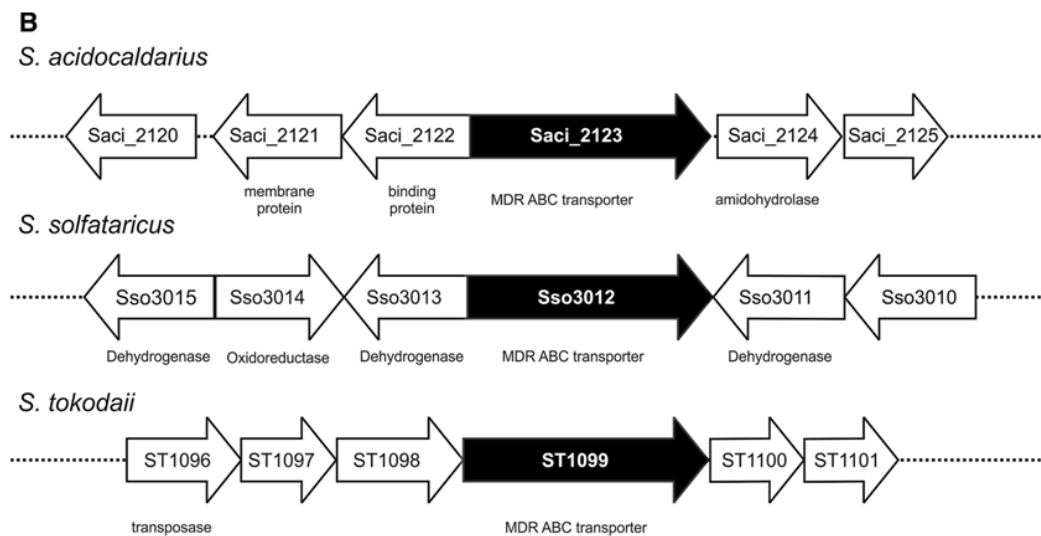 B
S. acidocaldarius
Saci_2120 Saci_2121 Saci_2122 Saci_2123 Saci_2124 Saci_2125
membrane protein binding protein MDR ABC transporter amidohydrolase
S. solfataricus
Sso3015 Sso3014 Sso3013 Sso3012 Sso3011 Sso3010
Dehydrogenase Oxidoreductase Dehydrogenase MDR ABC transporter Dehydrogenase
S. tokodaii
ST1096 ST1097 ST1098 ST1099 ST1100 ST1101
transposase MDR ABC transporter